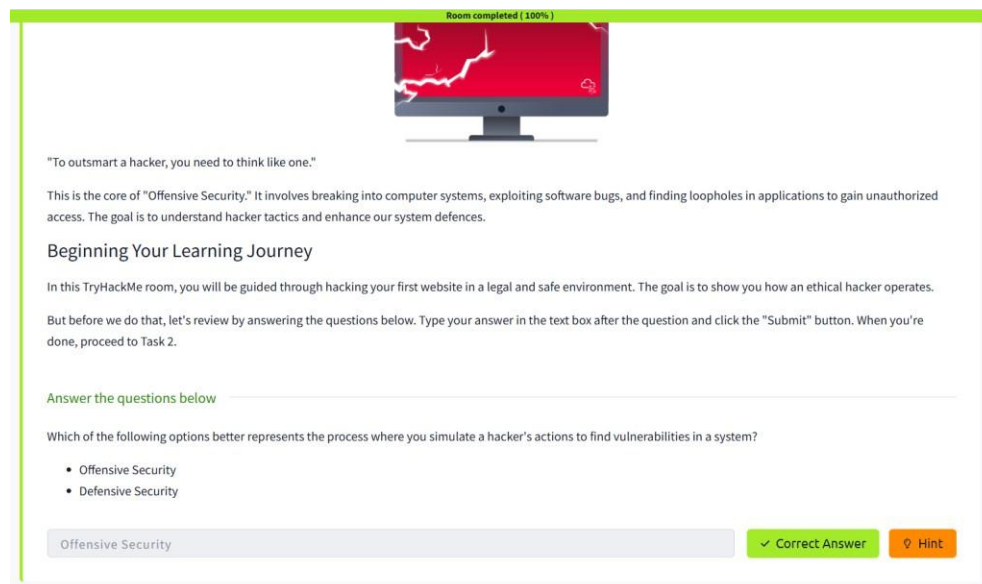 Room completed ( 100% )
"To outsmart a hacker, you need to think like one."
This is the core of "Offensive Security." It involves breaking into computer systems, exploiting software bugs, and finding loopholes in applications to gain unauthorized
access. The goal is to understand hacker tactics and enhance our system defences.
Beginning Your Learning Journey
In this TryHackMe room, you will be guided through hacking your first website in a legal and safe environment. The goal is to show you how an ethical hacker operates.
But before we do that, let's review by answering the questions below. Type your answer in the text box after the question and click the "Submit" button. When you're
done, proceed to Task 2.
Answer the questions below
Which of the following options better represents the process where you simulate a hacker's actions to find vulnerabilities in a system?
• Offensive Security
• Defensive Security
Offensive Security
✓ Correct Answer
Hint